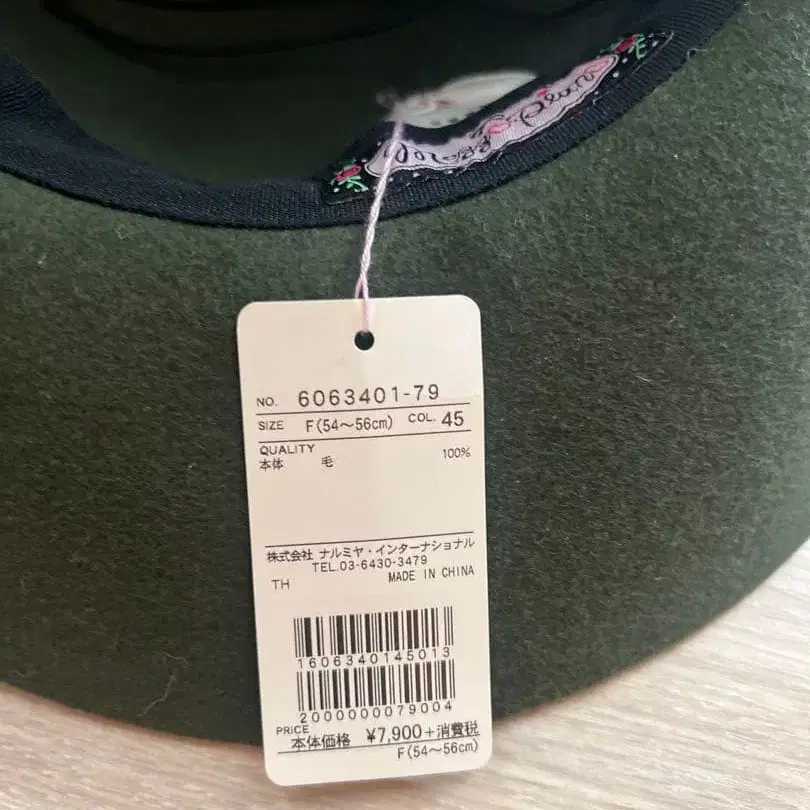 NO. 6063401-79
SIZE F(54～56cm) COL. 45
QUALITY
本体 毛 100%
株式会社 ナルミヤ・インターナショナル
TEL.03-6430-3479
TH MADE IN CHINA
1606340145013
2000000079004
PRICE
本体価格 ¥7,900+消費税
F(54～56cm)